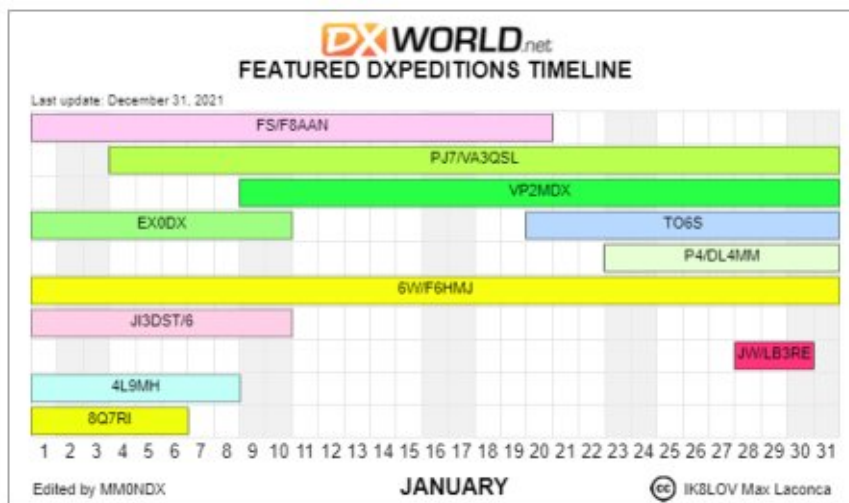 DX WORLD.net
FEATURED DXPEDITIONS TIMELINE
Last update: December 31, 2021
FS/F8AAN
PJ7/VA3QSL
VP2MDX
EX0DX TO6S
P4/DL4MM
6W/F6HMJ
JI3DST/6
JW/LB3RE
4L9MH
8Q7RI
1 2 3 4 5 6 7 8 9 10 11 12 13 14 15 16 17 18 19 20 21 22 23 24 25 26 27 28 29 30 31
Edited by MM0NDX JANUARY cc IK8LOV Max Laconca